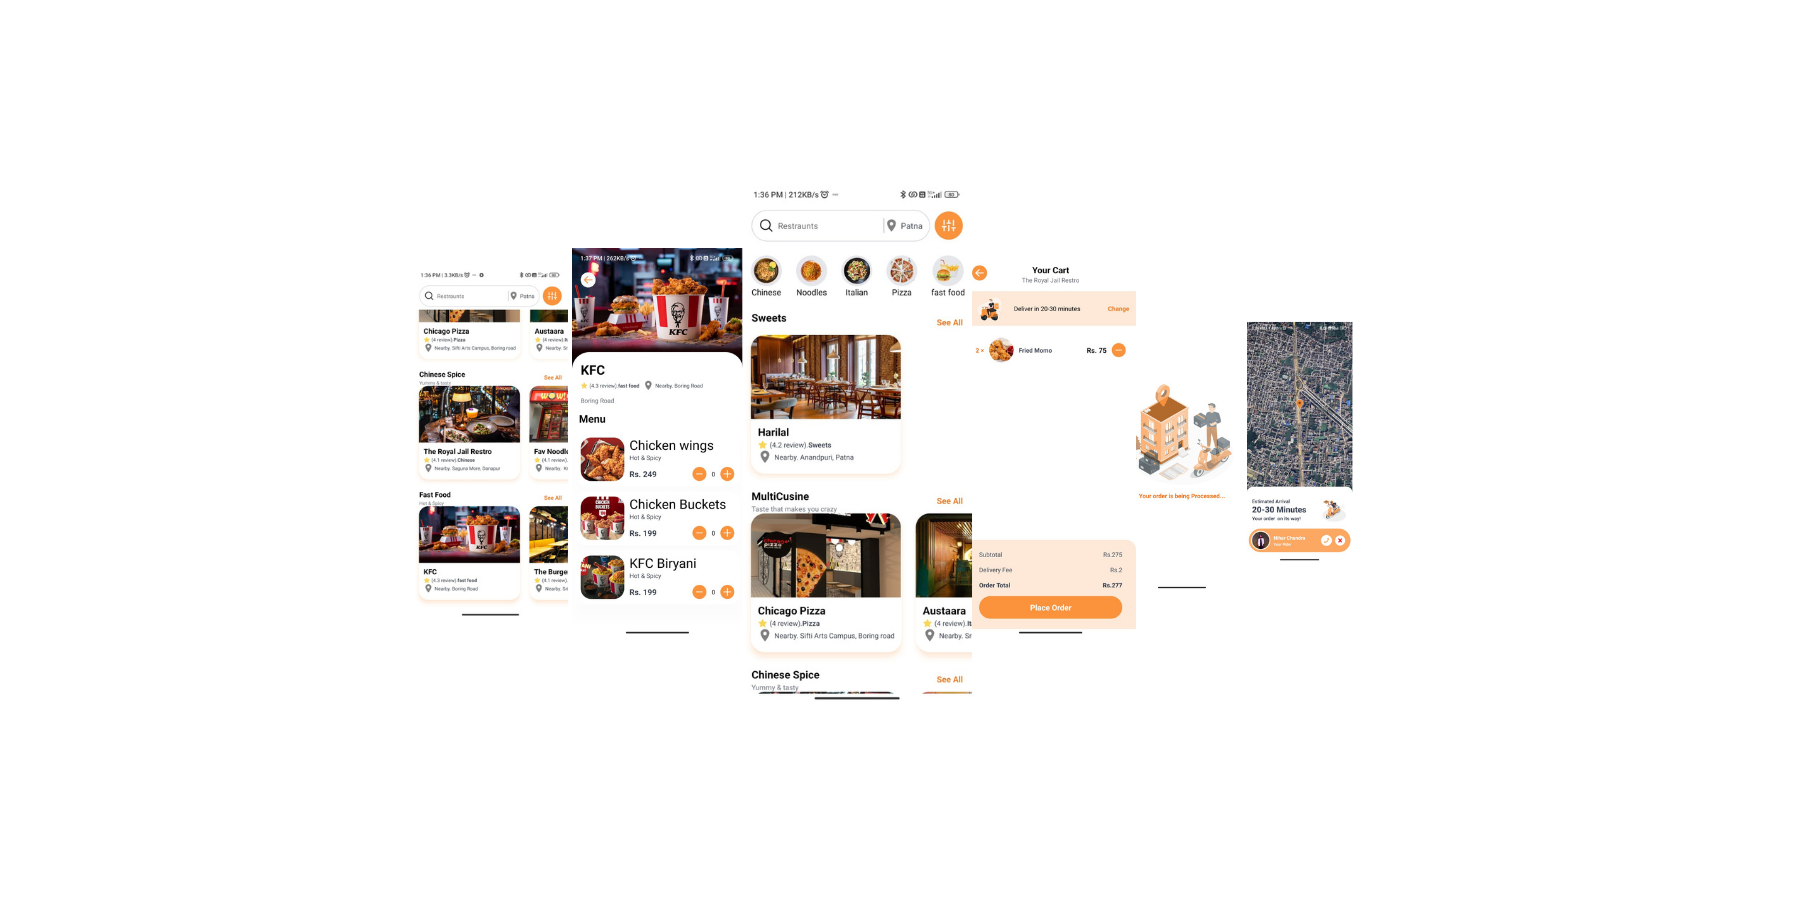 1:36 PM | 3.3KB/s
Restraunts
Patna
Chicago Pizza
(4 review).Pizza
Nearby. Sifti Arts Campus, Boring road
Austaara
Chinese Spice
Yummy & tasty
See All
The Royal Jail Restro
(4.1 review).Chinese
Nearby. Saguna More, Danapur
Fav Noodl
(4.1 review).
Fast Food
Hot & Spicy
See All
KFC
(4.3 review).fast food
Nearby. Boring Road
The Burge
(4.1 review).
1:37 PM | 262KB/s
KFC
KFC
(4.3 review).fast food
Nearby. Boring Road
Boring Road
Menu
Chicken wings
Hot & Spicy
Rs. 249
0
Chicken Buckets
Hot & Spicy
Rs. 199
0
KFC Biryani
Hot & Spicy
Rs. 199
0
1:36 PM | 212KB/s
Restraunts
Patna
Chinese
Noodles
Italian
Pizza
fast food
Sweets
See All
Harilal
(4.2 review).Sweets
Nearby. Anandpuri, Patna
MultiCusine
Taste that makes you crazy
See All
Chicago Pizza
(4 review).Pizza
Nearby. Sifti Arts Campus, Boring road
Austaara
(4 review).It
Nearby. Sr
Chinese Spice
Yummy & tasty
See All
Your Cart
The Royal Jail Restro
Deliver in 20-30 minutes
Change
2 ×
Fried Momo
Rs. 75
Subtotal
Rs.275
Delivery Fee
Rs.2
Order Total
Rs.277
Place Order
Your order is being Processed...
Estimated Arrival
20-30 Minutes
Your order on its way!